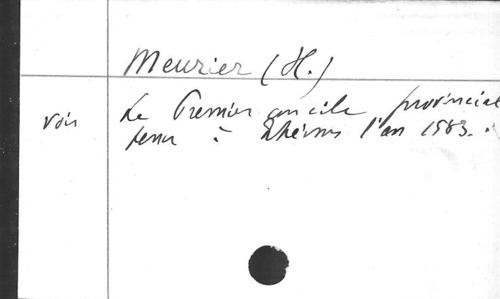 Meurier (H.)
voir Le Premier concile provincial
tenu à Rheims l'an 1583.